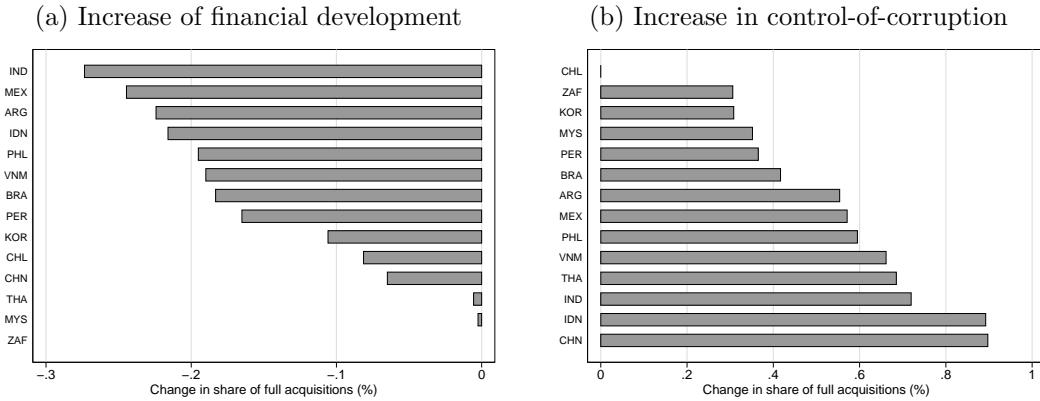 (a) Increase of financial development
IND
MEX
ARG
IDN
PHL
VNM
BRA
PER
KOR
CHL
CHN
THA
MYS
ZAF
−.3 −.2 −.1 0
Change in share of full acquisitions (%)
(b) Increase in control-of-corruption
CHL
ZAF
KOR
MYS
PER
BRA
ARG
MEX
PHL
VNM
THA
IND
IDN
CHN
0 .2 .4 .6 .8 1
Change in share of full acquisitions (%)